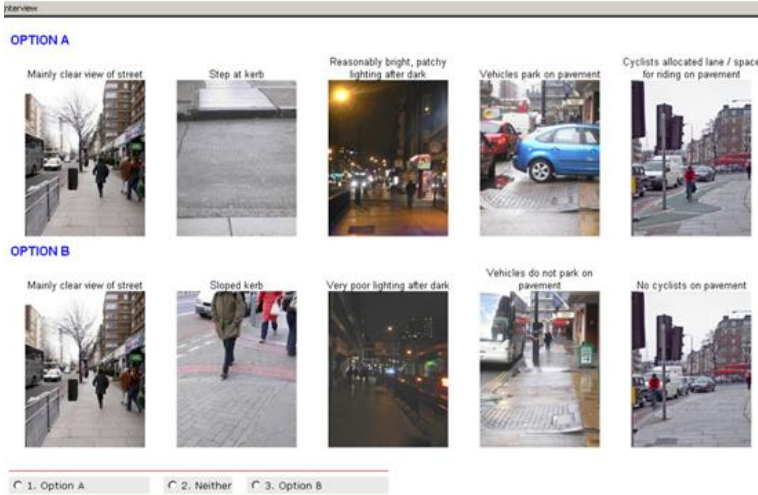 nterview
OPTION A
Mainly clear view of street
Step at kerb
Reasonably bright, patchy
lighting after dark
Vehicles park on pavement
Cyclists allocated lane / space
for riding on pavement
OPTION B
Mainly clear view of street
Sloped kerb
Very poor lighting after dark
Vehicles do not park on
pavement
No cyclists on pavement
1. Option A
2. Neither
3. Option B